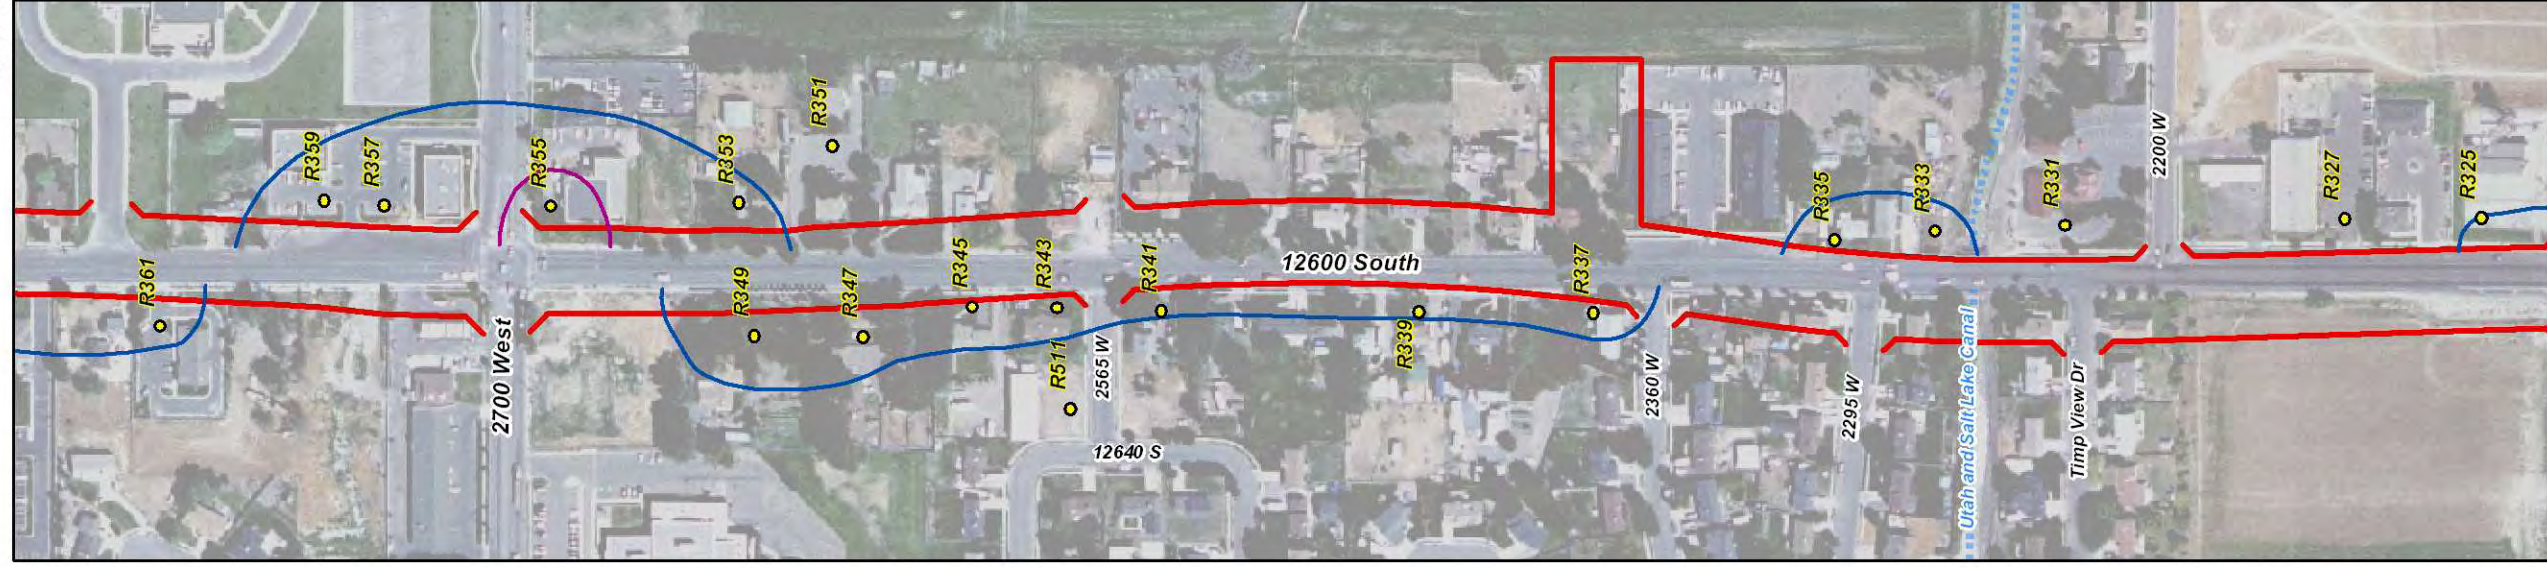 R351
R359
R357
R355
R353
2200 W
R335
R333
R331
R327
R325
R361
R349
R347
R345
R343
R341
12600 South
R337
2700 West
R511
2565 W
R339
2360 W
2295 W
Utah and Salt Lake Canal
Timp View Dr
12640 S